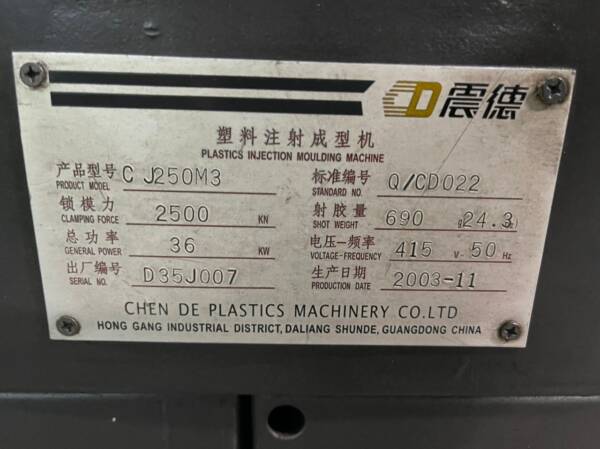 CD震德
塑料注射成型机
PLASTICS INJECTION MOULDING MACHINE
产品型号 CJ250M3 标准编号 Q/CD022
PRODUCT MODEL STANDARD NO.
锁模力 2500 KN 射胶量 690 g(24.3)
CLAMPING FORCE SHOT WEIGHT
总功率 36 KW 电压-频率 415 V- 50 Hz
GENERAL POWER VOLTAGE-FREQUENCY
出厂编号 D35J007 生产日期 2003-11
SERIAL NO. PRODUCTION DATE
CHEN DE PLASTICS MACHINERY CO.LTD
HONG GANG INDUSTRIAL DISTRICT, DALIANG SHUNDE, GUANGDONG CHINA